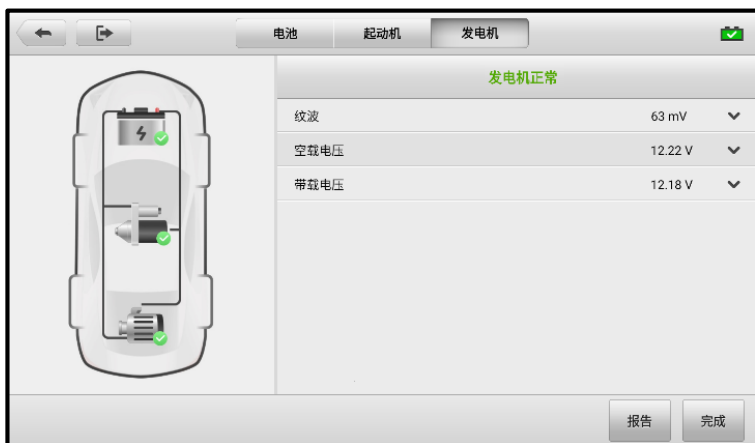 电池 起动机 发电机
发电机正常
纹波 63 mV
空载电压 12.22 V
带载电压 12.18 V
报告 完成